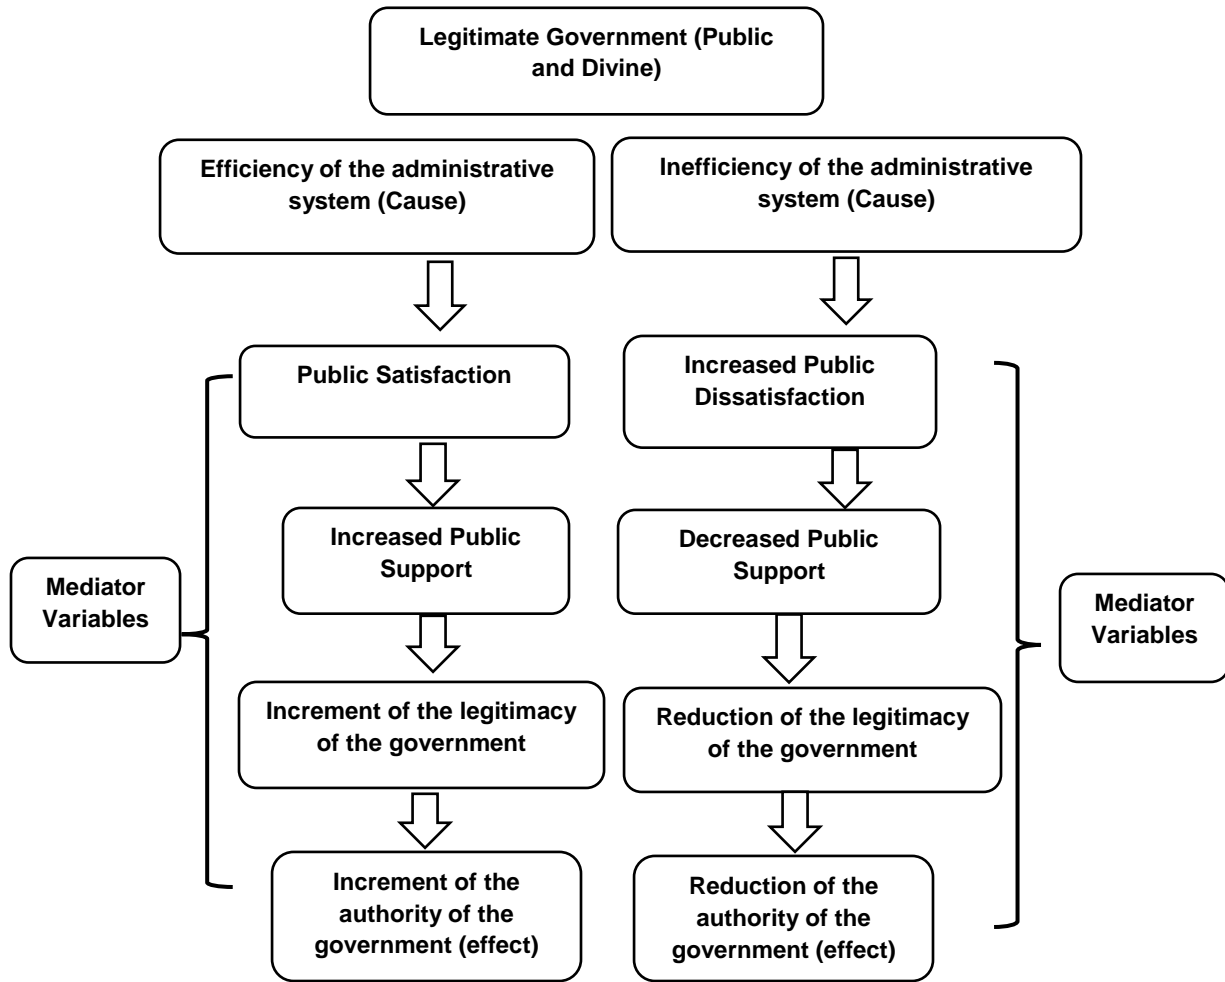 Legitimate Government (Public
and Divine)
Efficiency of the administrative
system (Cause)
Inefficiency of the administrative
system (Cause)
Public Satisfaction
Increased Public
Dissatisfaction
Increased Public
Support
Decreased Public
Support
Mediator
Variables
Mediator
Variables
Increment of the legitimacy
of the government
Reduction of the legitimacy
of the government
Increment of the
authority of the
government (effect)
Reduction of the
authority of the
government (effect)